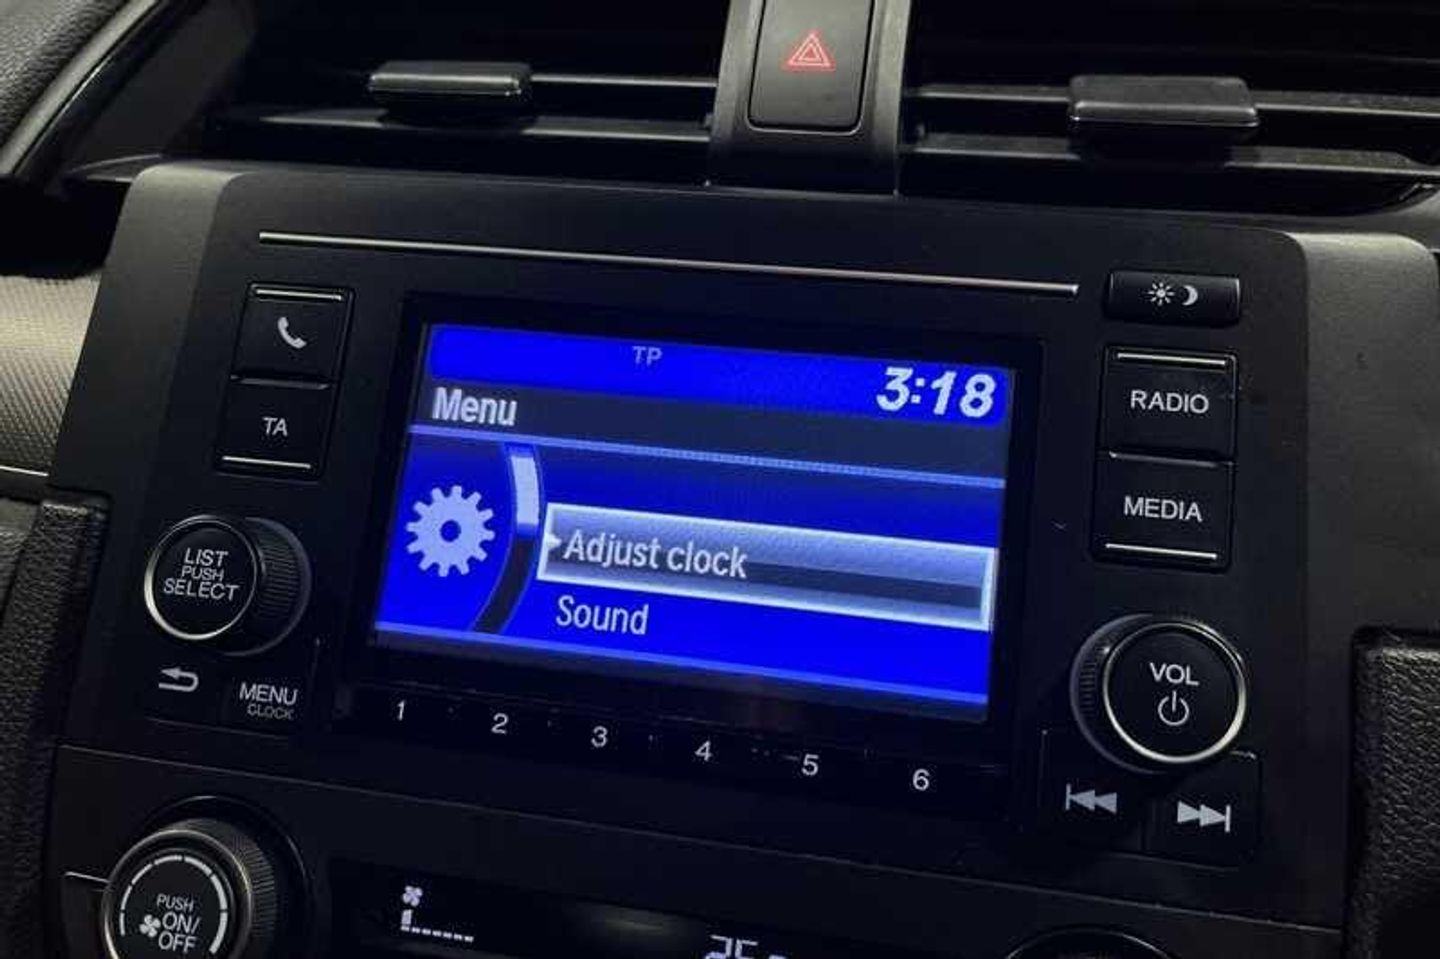 TP
3:18
Menu
Adjust clock
Sound
TA
RADIO
MEDIA
LIST
PUSH
SELECT
MENU
CLOCK
VOL
1 2 3 4 5 6
PUSH
ON/
OFF